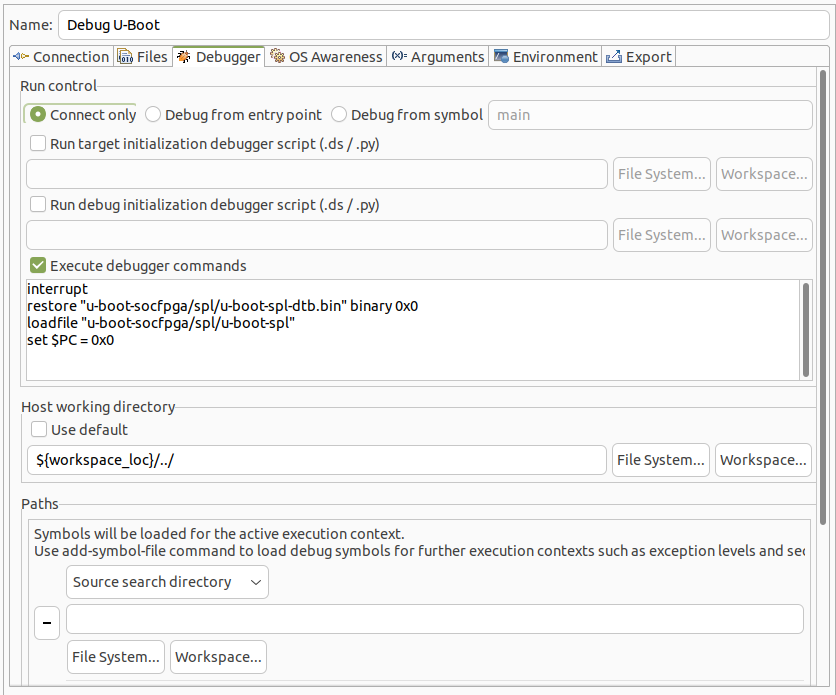 Name: Debug U-Boot
Connection Files Debugger OS Awareness (x)= Arguments Environment Export
Run control
Connect only Debug from entry point Debug from symbol main
Run target initialization debugger script (.ds / .py)
File System... Workspace...
Run debug initialization debugger script (.ds / .py)
File System... Workspace...
Execute debugger commands
interrupt
restore "u-boot-socfpga/spl/u-boot-spl-dtb.bin" binary 0x0
loadfile "u-boot-socfpga/spl/u-boot-spl"
set $PC = 0x0
Host working directory
Use default
${workspace_loc}/../ File System... Workspace...
Paths
Symbols will be loaded for the active execution context.
Use add-symbol-file command to load debug symbols for further execution contexts such as exception levels and sec
Source search directory
File System... Workspace...